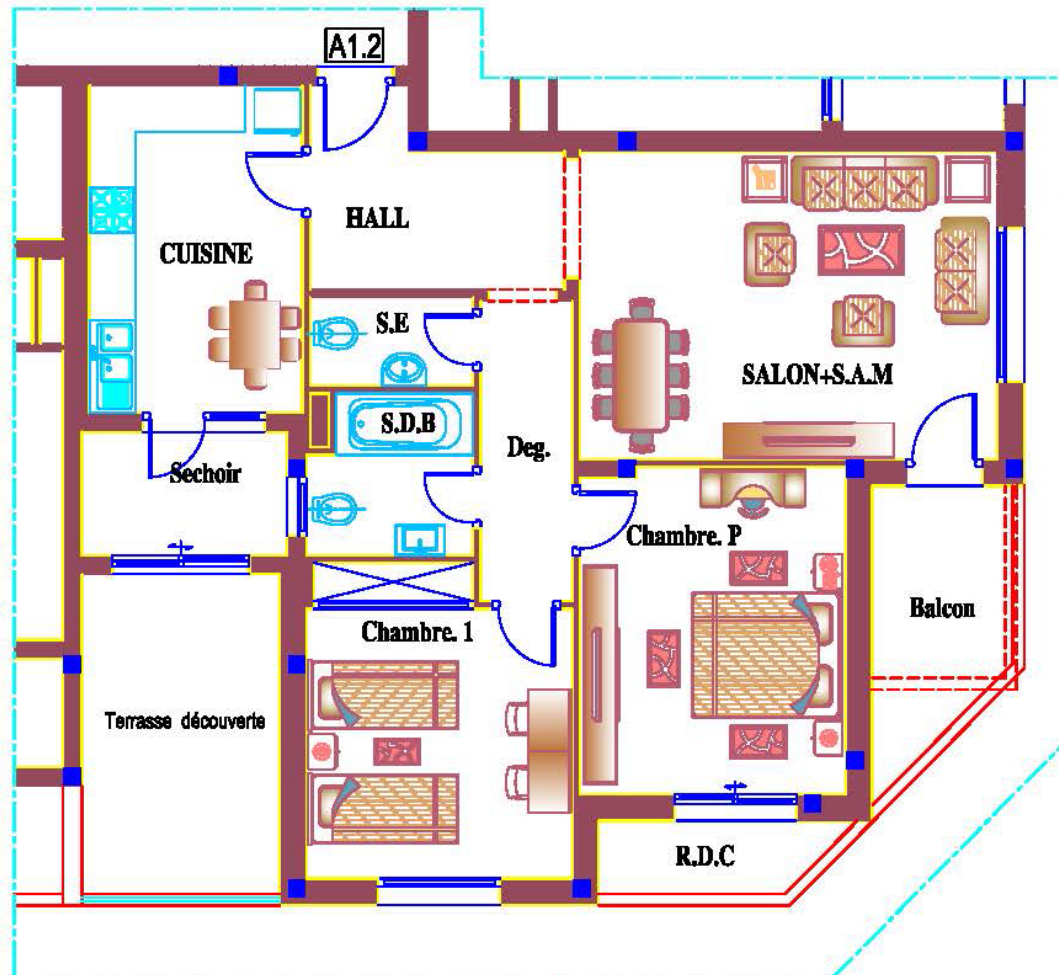 A1.2
HALL
CUISINE
S.E
SALON+S.A.M
S.D.B
Deg.
Sechoir
Chambre. P
Balcon
Chambre. 1
Terrasse découverte
R.D.C